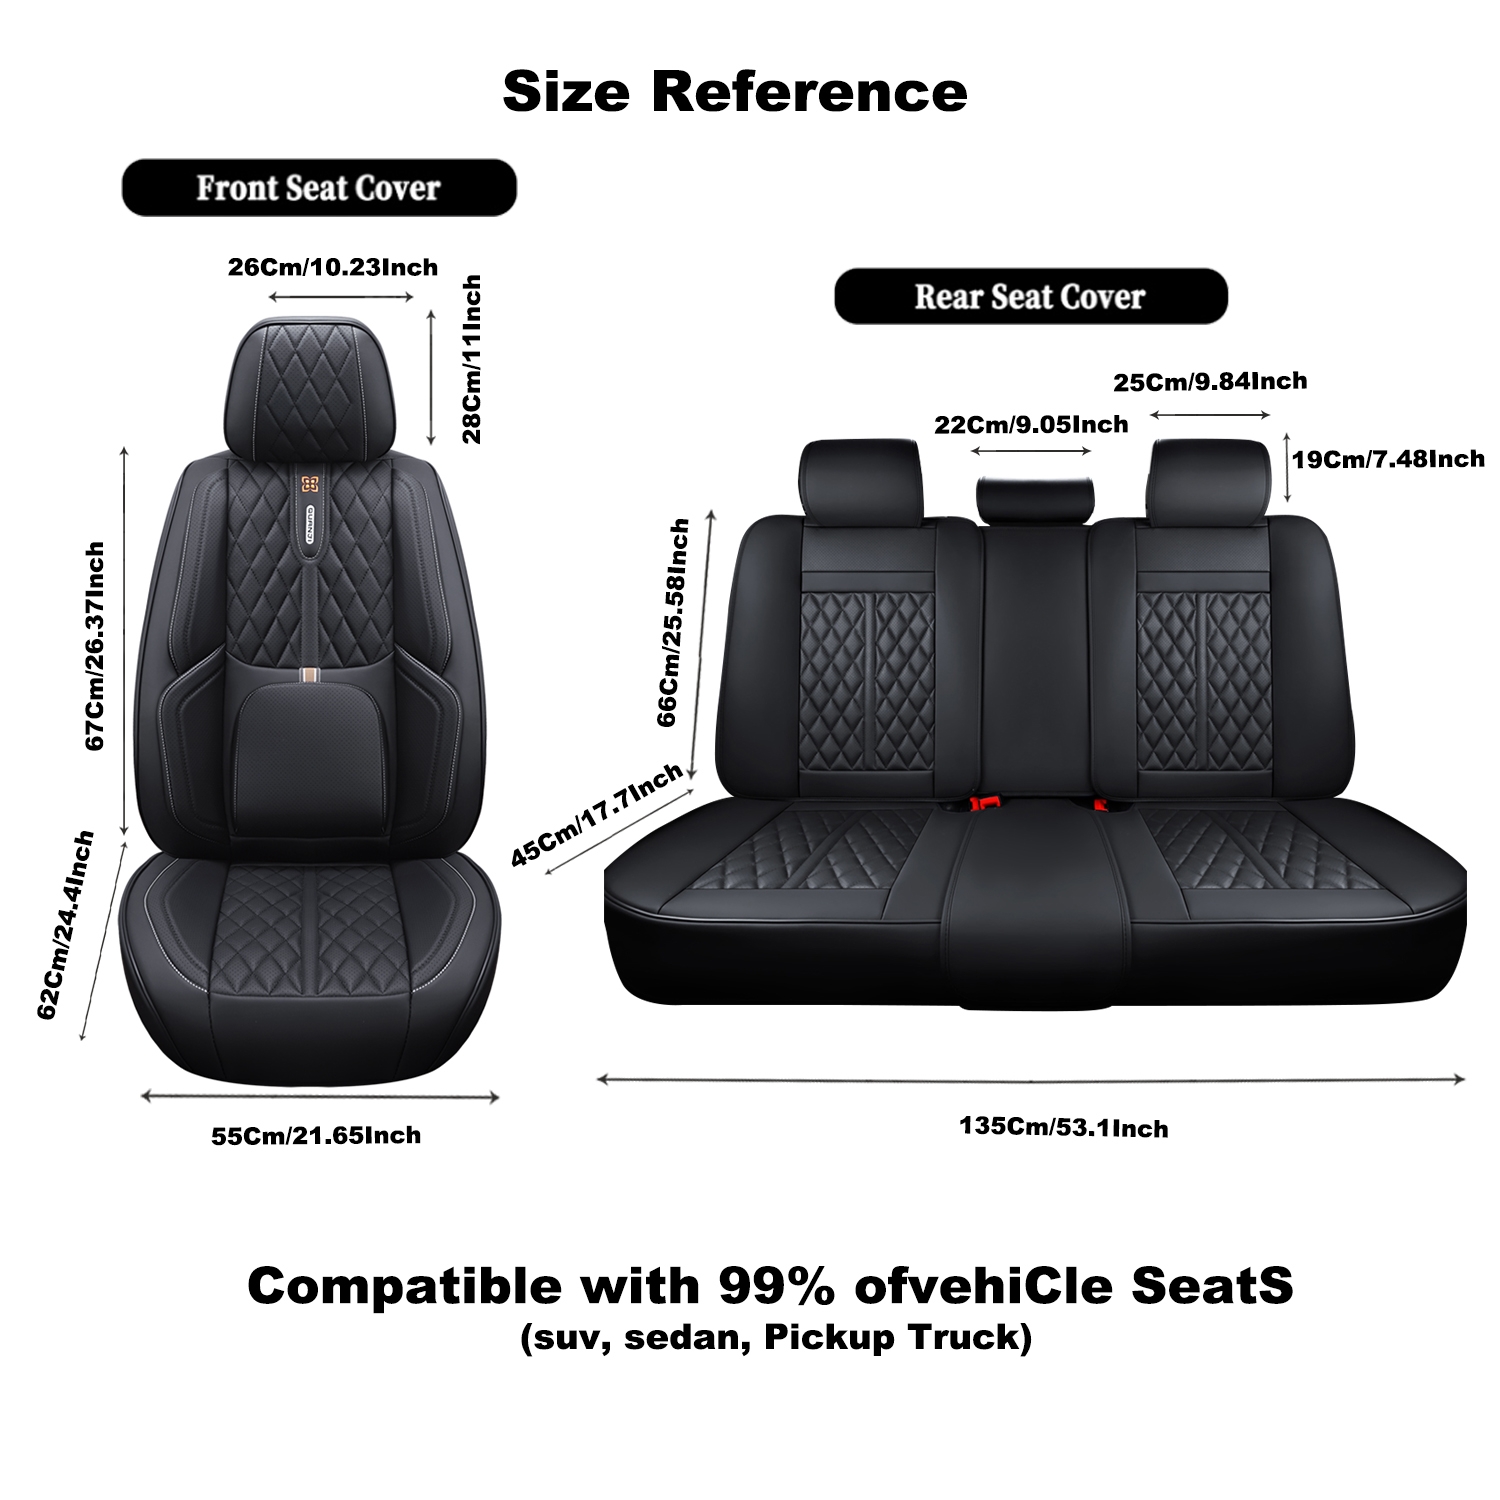 Size Reference
Front Seat Cover
26Cm/10.23Inch
28Cm/11Inch
67Cm/26.37Inch
62Cm/24.4Inch
55Cm/21.65Inch
GUANJI
Rear Seat Cover
25Cm/9.84Inch
22Cm/9.05Inch
19Cm/7.48Inch
66Cm/25.58Inch
45Cm/17.7Inch
135Cm/53.1Inch
Compatible with 99% ofvehiCle SeatS
(suv, sedan, Pickup Truck)